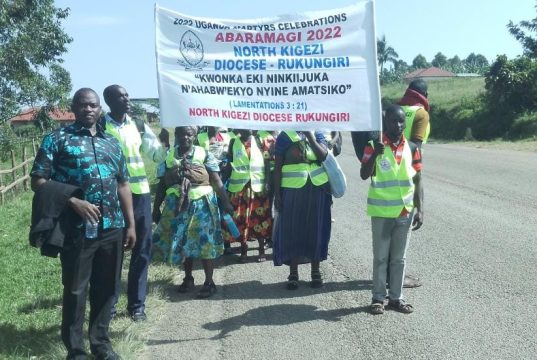 2022 UGANDA MARTYRS CELEBRATIONS
ABARAMAGI 2022
NORTH KIGEZI
DIOCESE - RUKUNGIRI
"KWONKA EKI NINKIIJUKA
N'AHABW'EKYO NYINE AMATSIKO"
( LAMENTATIONS 3 : 21)
NORTH KIGEZI DIOCESE RUKUNGIRI